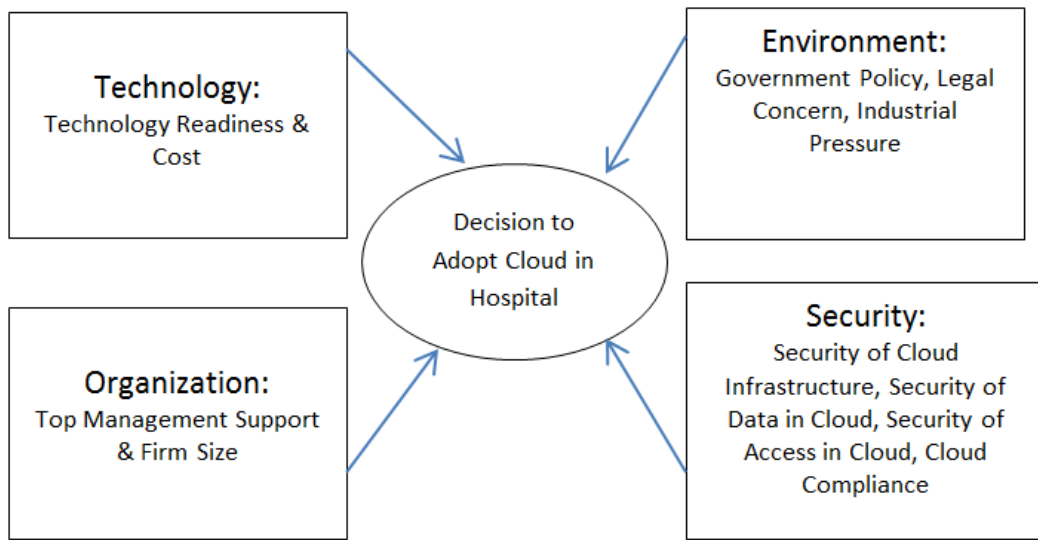 Technology:
Technology Readiness &
Cost
Environment:
Government Policy, Legal
Concern, Industrial
Pressure
Decision to
Adopt Cloud in
Hospital
Organization:
Top Management Support
& Firm Size
Security:
Security of Cloud
Infrastructure, Security of
Data in Cloud, Security of
Access in Cloud, Cloud
Compliance